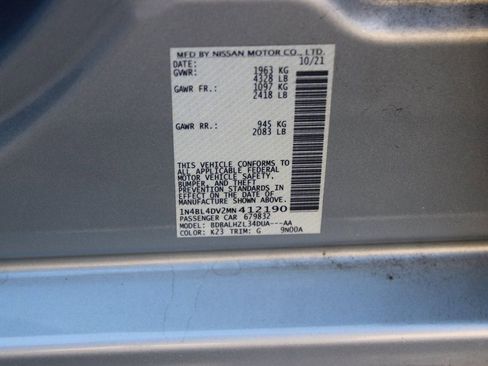 MFD BY NISSAN MOTOR CO., LTD.
DATE: 10/21
GVWR: 1963 KG
4328 LB
GAWR FR.: 1097 KG
2418 LB
GAWR RR.: 945 KG
2083 LB
THIS VEHICLE CONFORMS TO
ALL APPLICABLE FEDERAL
MOTOR VEHICLE SAFETY,
BUMPER, AND THEFT
PREVENTION STANDARDS IN
EFFECT ON THE DATE OF
MANUFACTURE SHOWN ABOVE.
1N4BL4DV2MN412190
PASSENGER CAR 679832
MODEL: BDBALHZL34DUA---AA
COLOR: K23 TRIM: G 9N00A